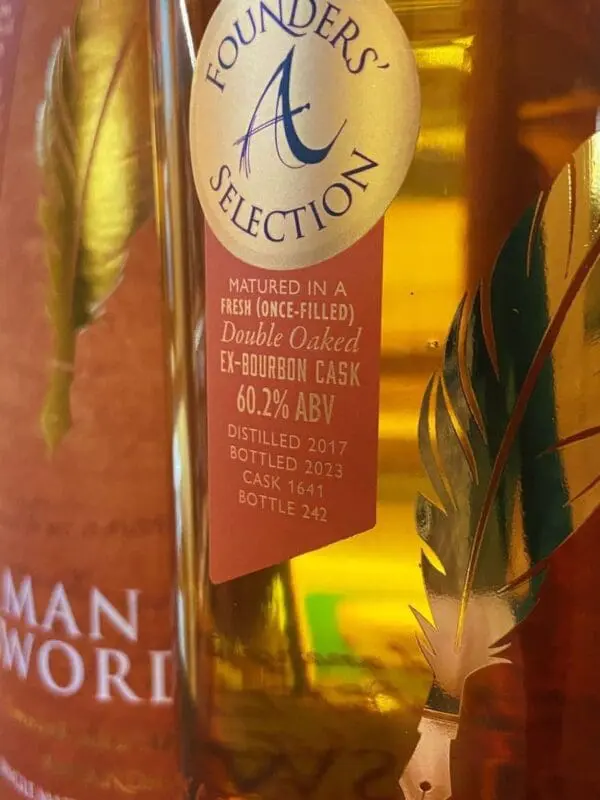 FOUNDERS'
A
SELECTION
MATURED IN A
FRESH (ONCE-FILLED)
Double Oaked
EX-BOURBON CASK
60.2% ABV
DISTILLED 2017
BOTTLED 2023
CASK 1641
BOTTLE 242
MAN
WORD